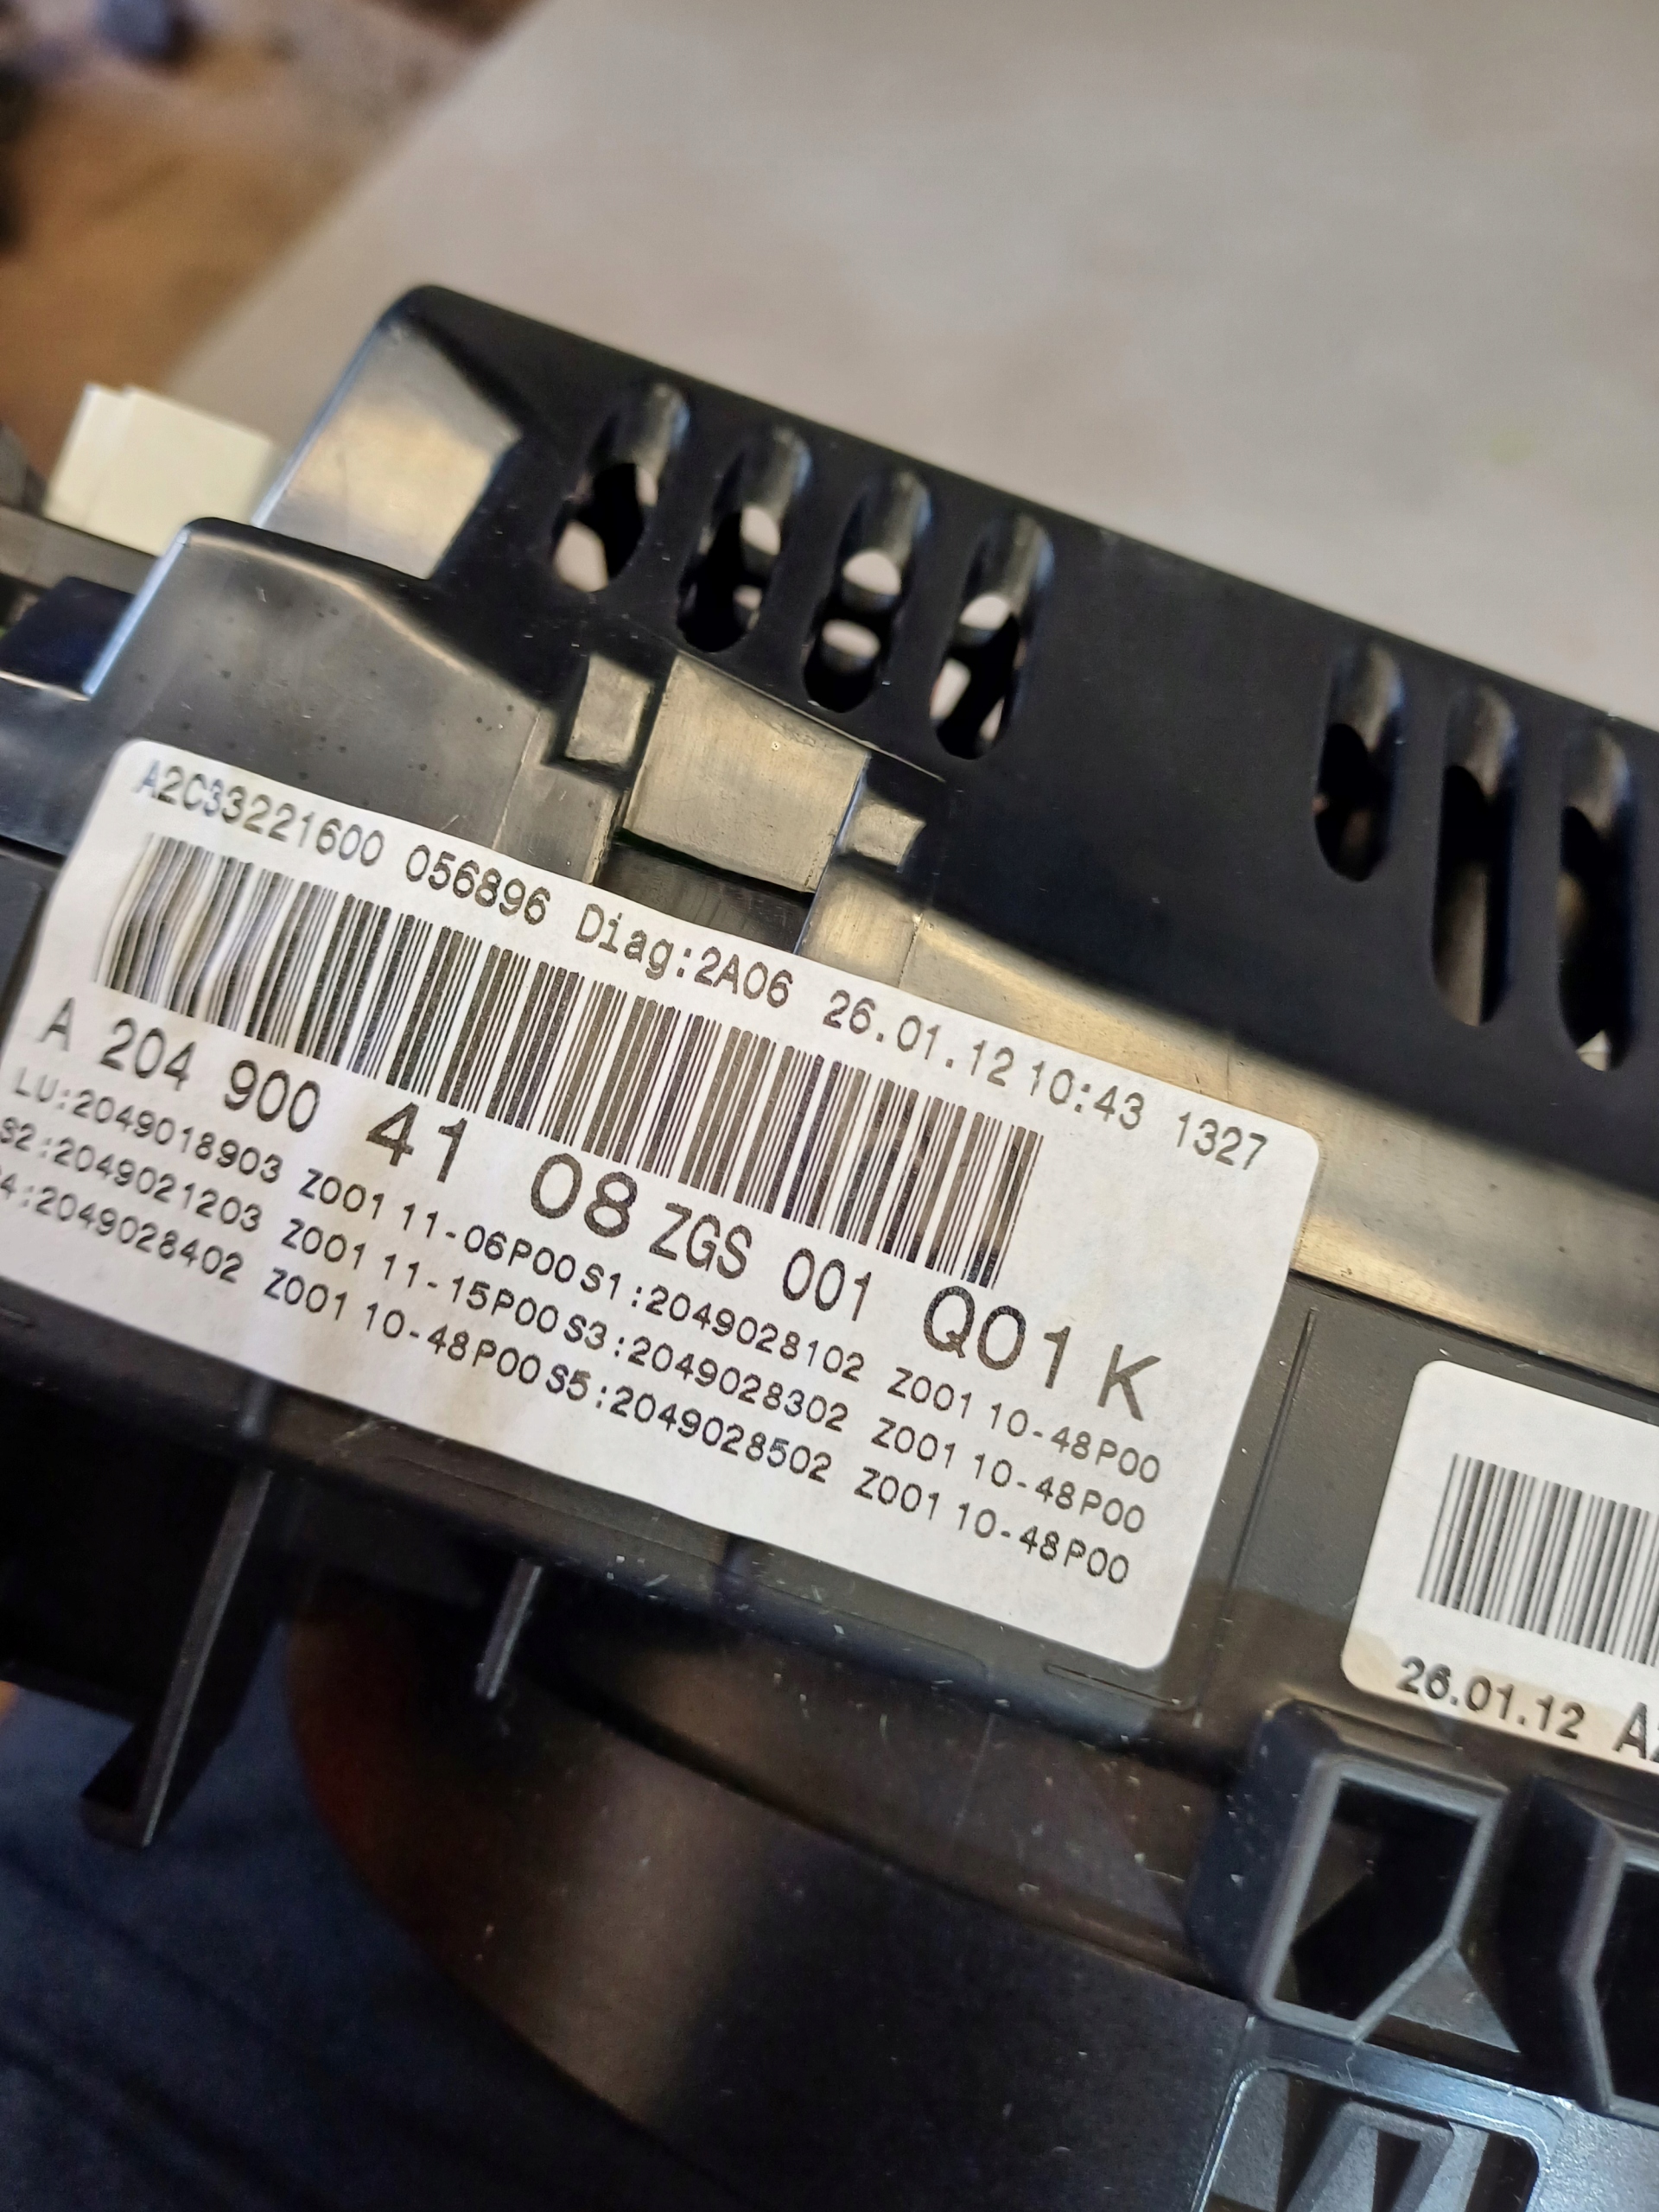 A2C33221600 056896 Diag:2A06 26.01.12 10:43 1327
A 204 900 41 08 ZGS 001 Q01 K
LU:2049018903 Z001 11-06P00 S1:2049028102 Z001 10-48P00
S2:2049021203 Z001 11-15P00 S3:2049028302 Z001 10-48P00
4:2049028402 Z001 10-48P00 S5:2049028502 Z001 10-48P00
26.01.12